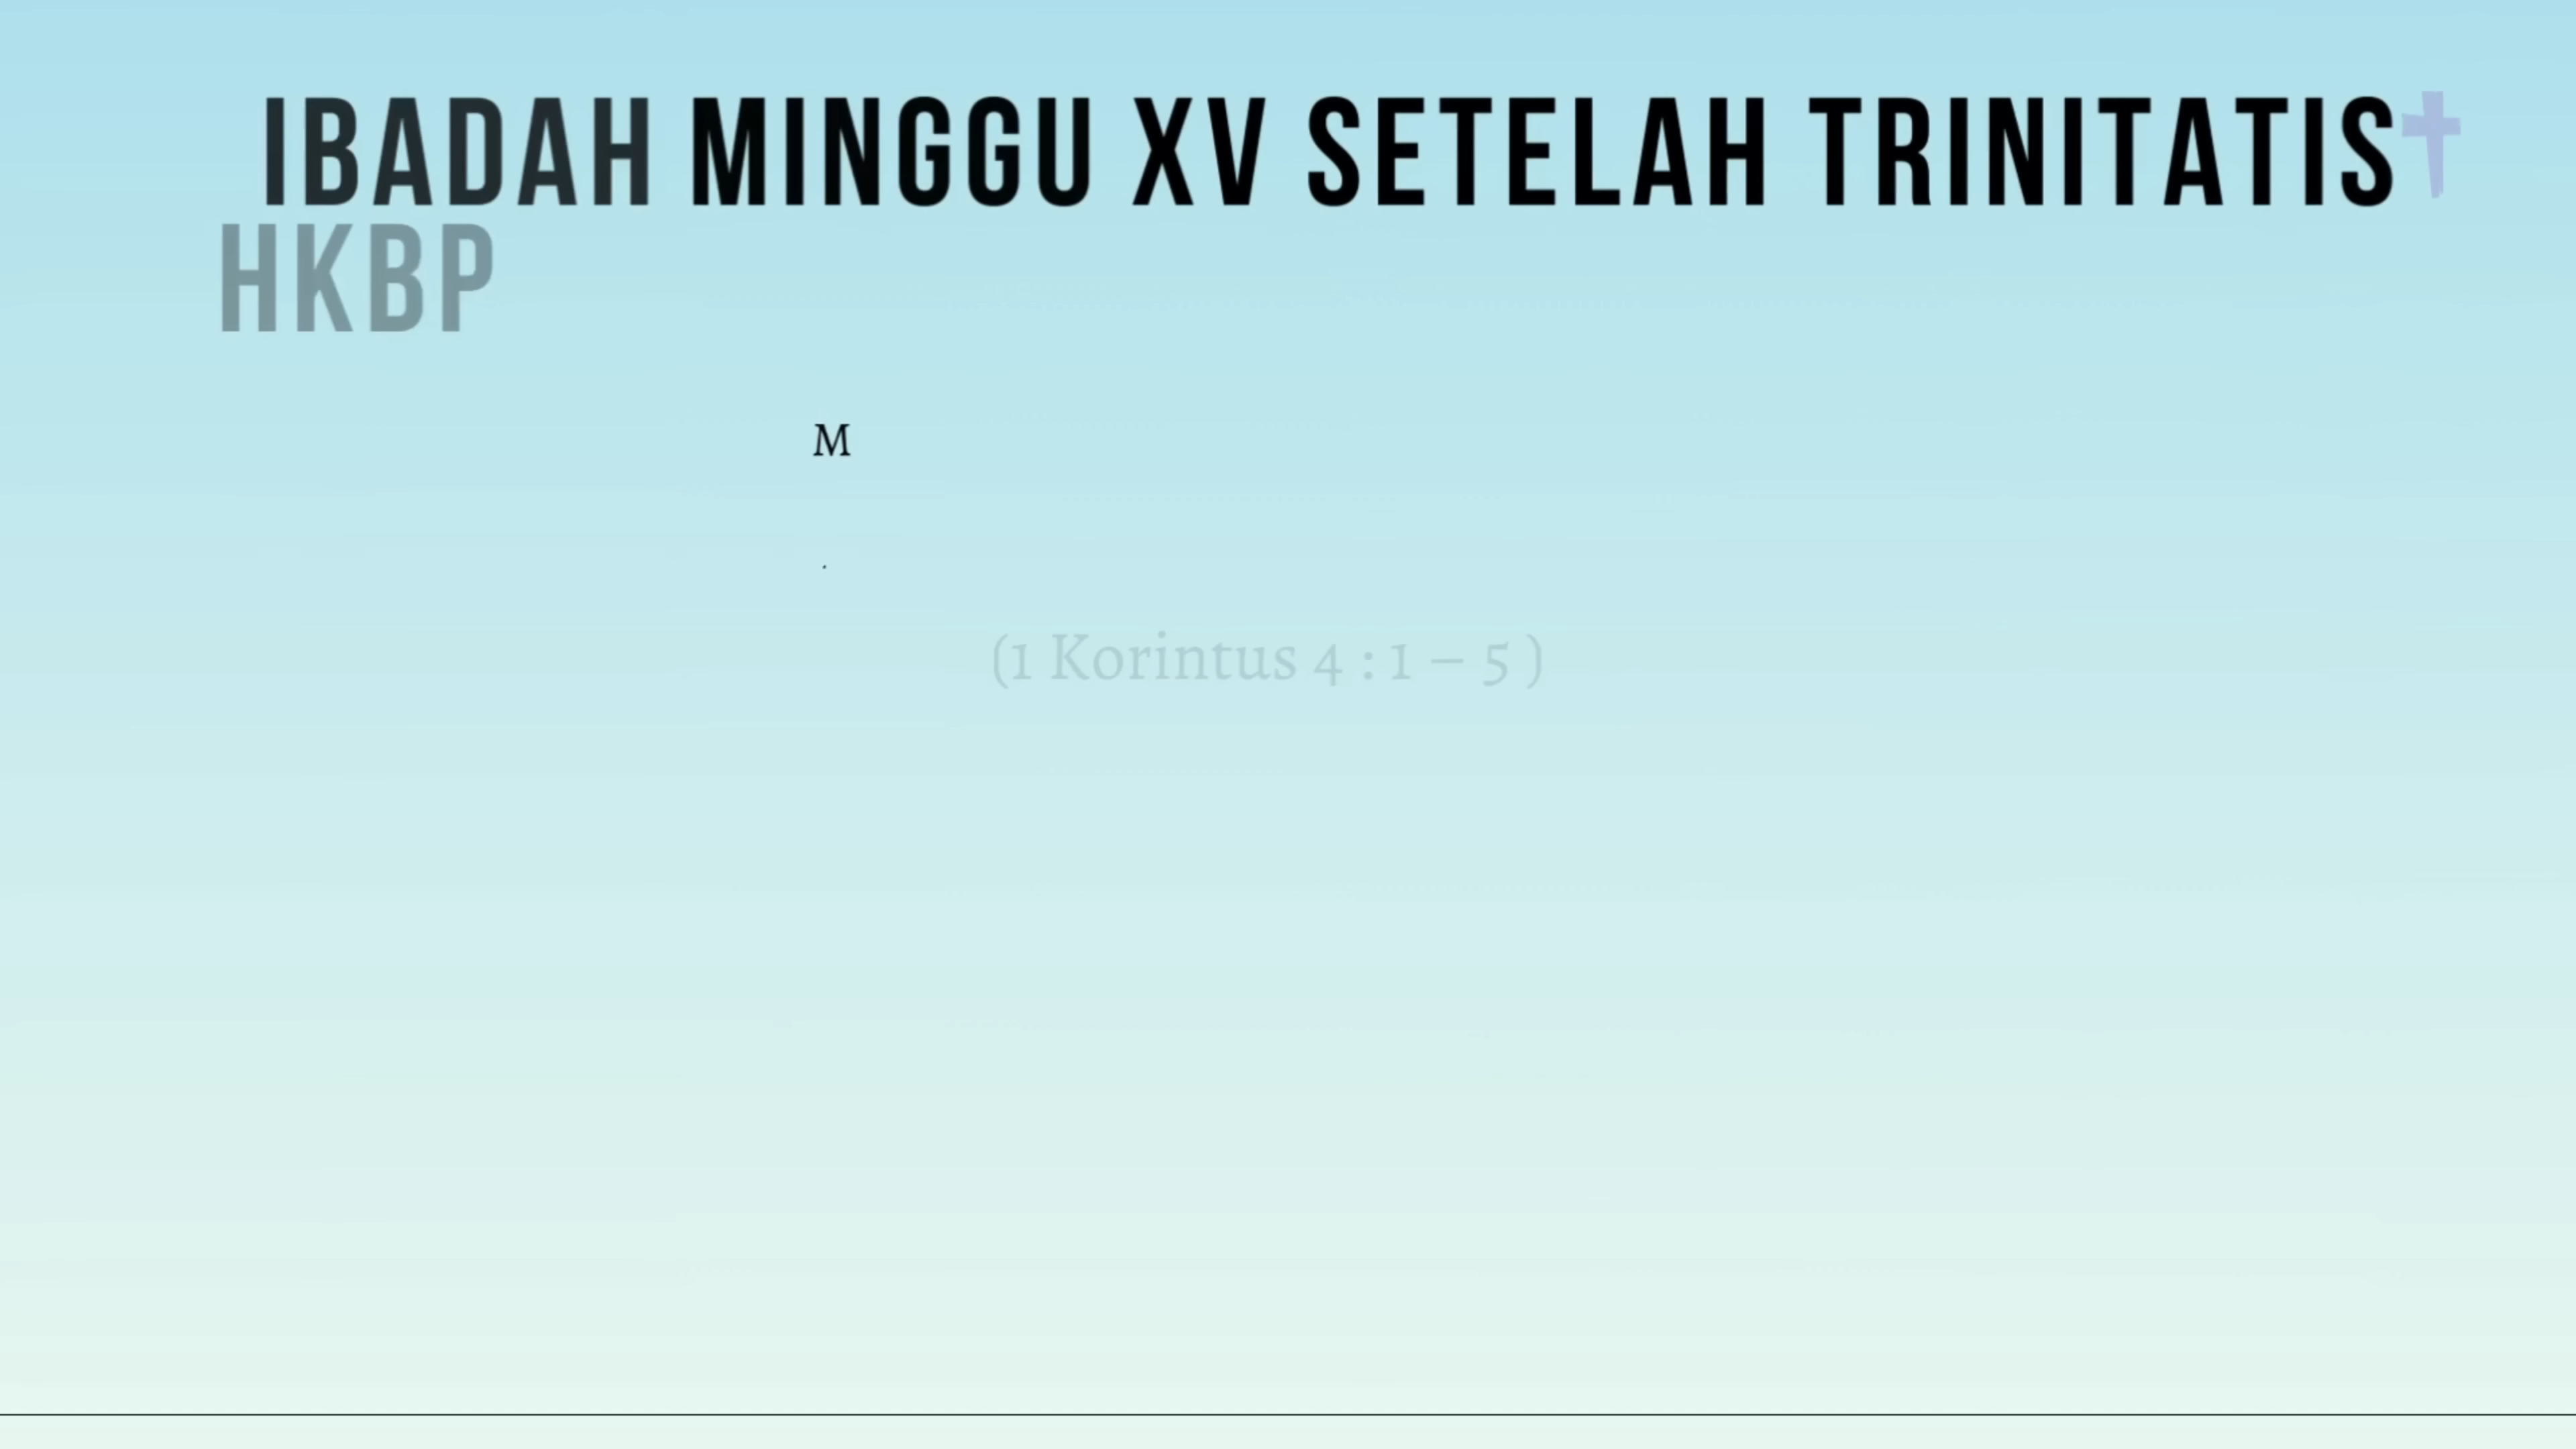 IBADAH MINGGU XV SETELAH TRINITATIS
HKBP
M
.
(1 Korintus 4 : 1 – 5 )